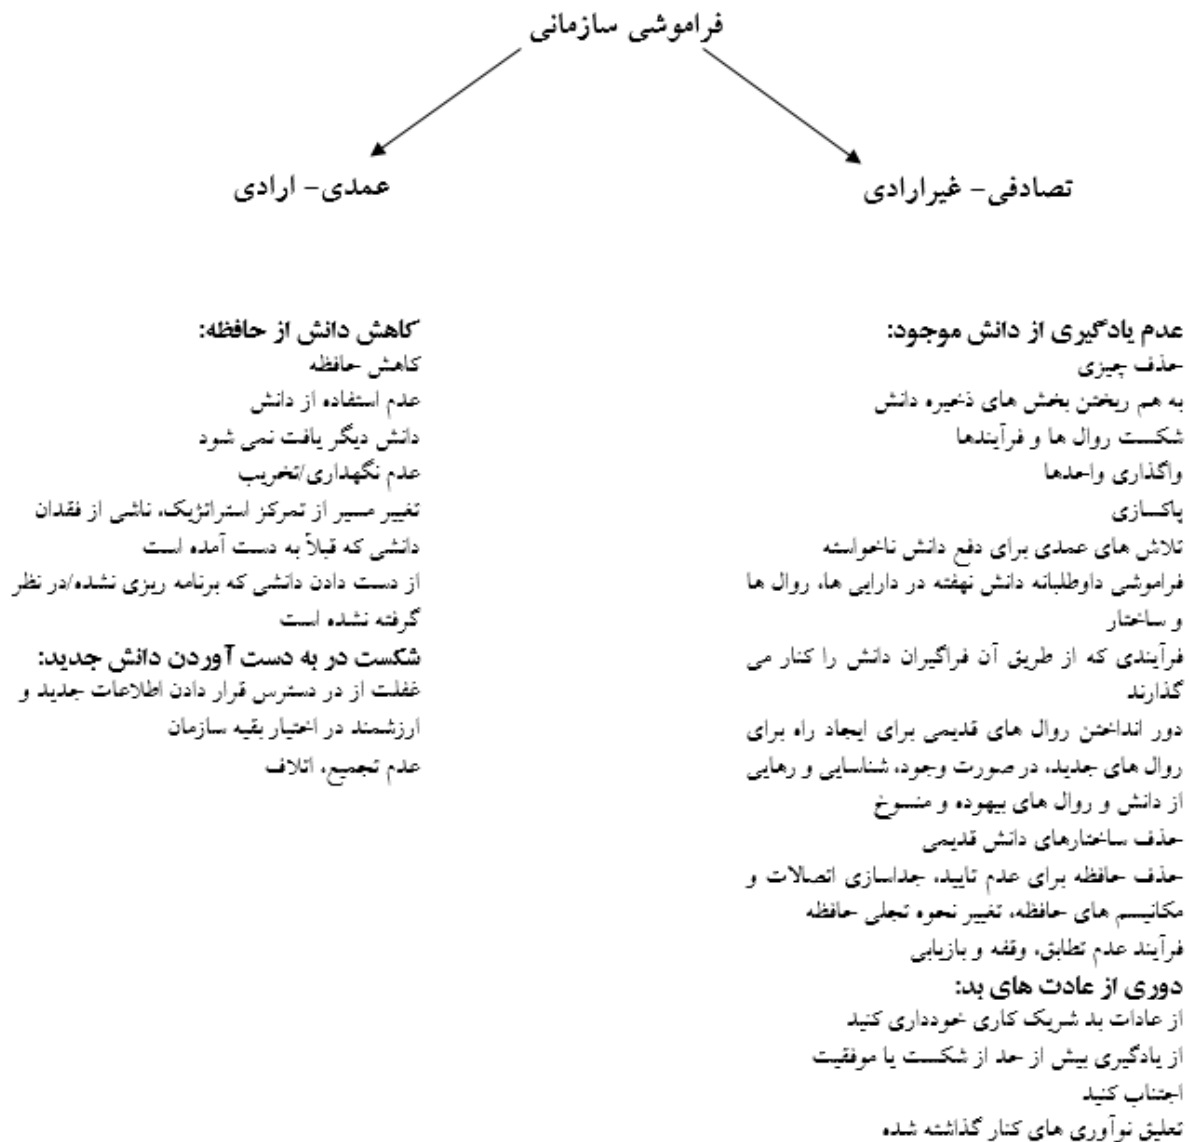 فراموشی سازمانی
تصادفی- غیرارادی
عمدی- ارادی
عدم یادگیری از دانش موجود:
حذف چیزی
به هم ریختن بخش های ذخیره دانش
شکست روال ها و فرآیندها
واگذاری واحدها
پاکسازی
تلاش های عمدی برای دفع دانش ناخواسته
فراموشی داوطلبانه دانش نهفته در دارایی ها، روال ها
و ساختار
فرآیندی که از طریق آن فراگیران دانش را کنار می
گذارند
دور انداختن روال های قدیمی برای ایجاد راه برای
روال های جدید، در صورت وجود، شناسایی و رهایی
از دانش و روال های بیهوده و منسوخ
حذف ساختارهای دانش قدیمی
حذف حافظه برای عدم تایید، جداسازی اتصالات و
مکانیسم های حافظه، تغییر نحوه تجلی حافظه
فرآیند عدم تطابق، وقفه و بازیابی
دوری از عادت های بد:
از عادات بد شریک کاری خودداری کنید
از یادگیری بیش از حد از شکست یا موفقیت
اجتناب کنید
تعلیق نوآوری های کنار گذاشته شده
کاهش دانش از حافظه:
کاهش حافظه
عدم استفاده از دانش
دانش دیگر یافت نمی شود
عدم نگهداری/تخریب
تغییر مسیر از تمرکز استراتژیک، ناشی از فقدان
دانشی که قبلاً به دست آمده است
از دست دادن دانشی که برنامه ریزی نشده/در نظر
گرفته نشده است
شکست در به دست آوردن دانش جدید:
غفلت از در دسترس قرار دادن اطلاعات جدید و
ارزشمند در اختیار بقیه سازمان
عدم تجمیع، اتلاف